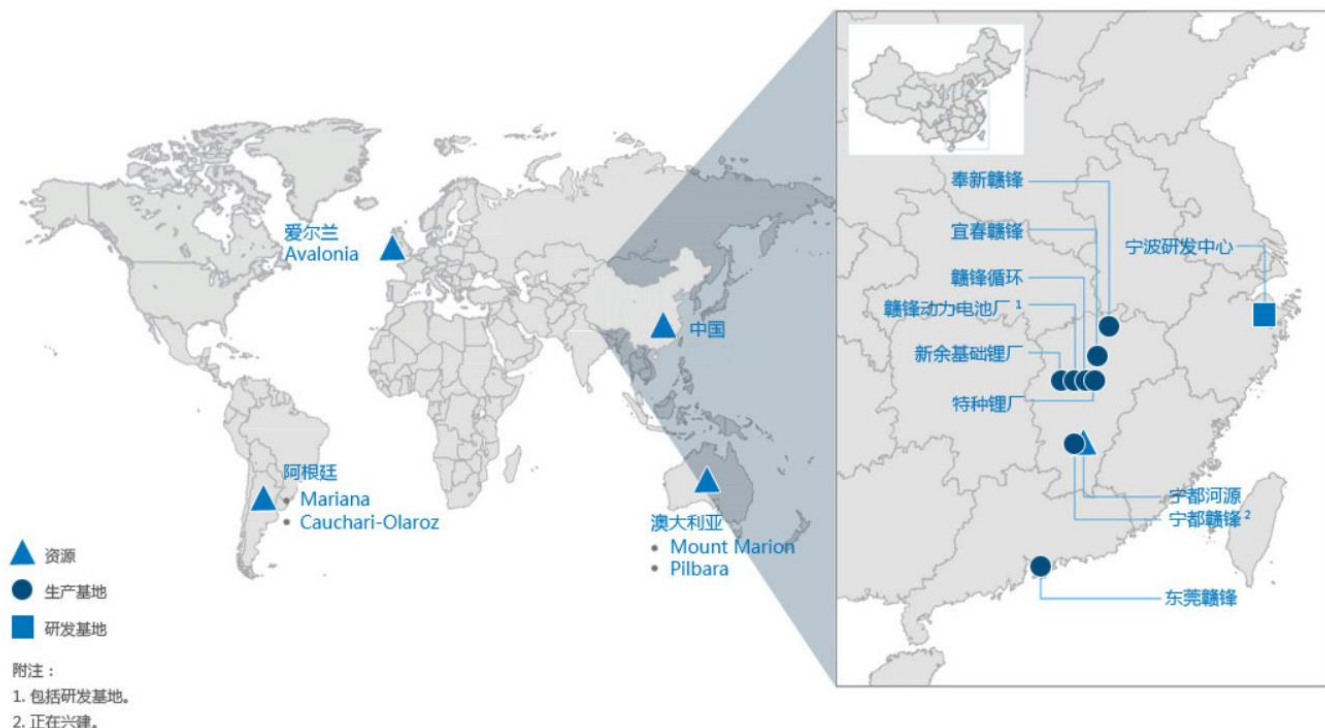 爱尔兰
Avalonia
中国
阿根廷
• Mariana
• Cauchari-Olaroz
澳大利亚
• Mount Marion
• Pilbara
奉新赣锋
宜春赣锋
宁波研发中心
赣锋循环
赣锋动力电池厂 1
新余基础锂厂
特种锂厂
宁都河源
宁都赣锋 2
东莞赣锋
资源
生产基地
研发基地
附注：
1. 包括研发基地。
2. 正在兴建。